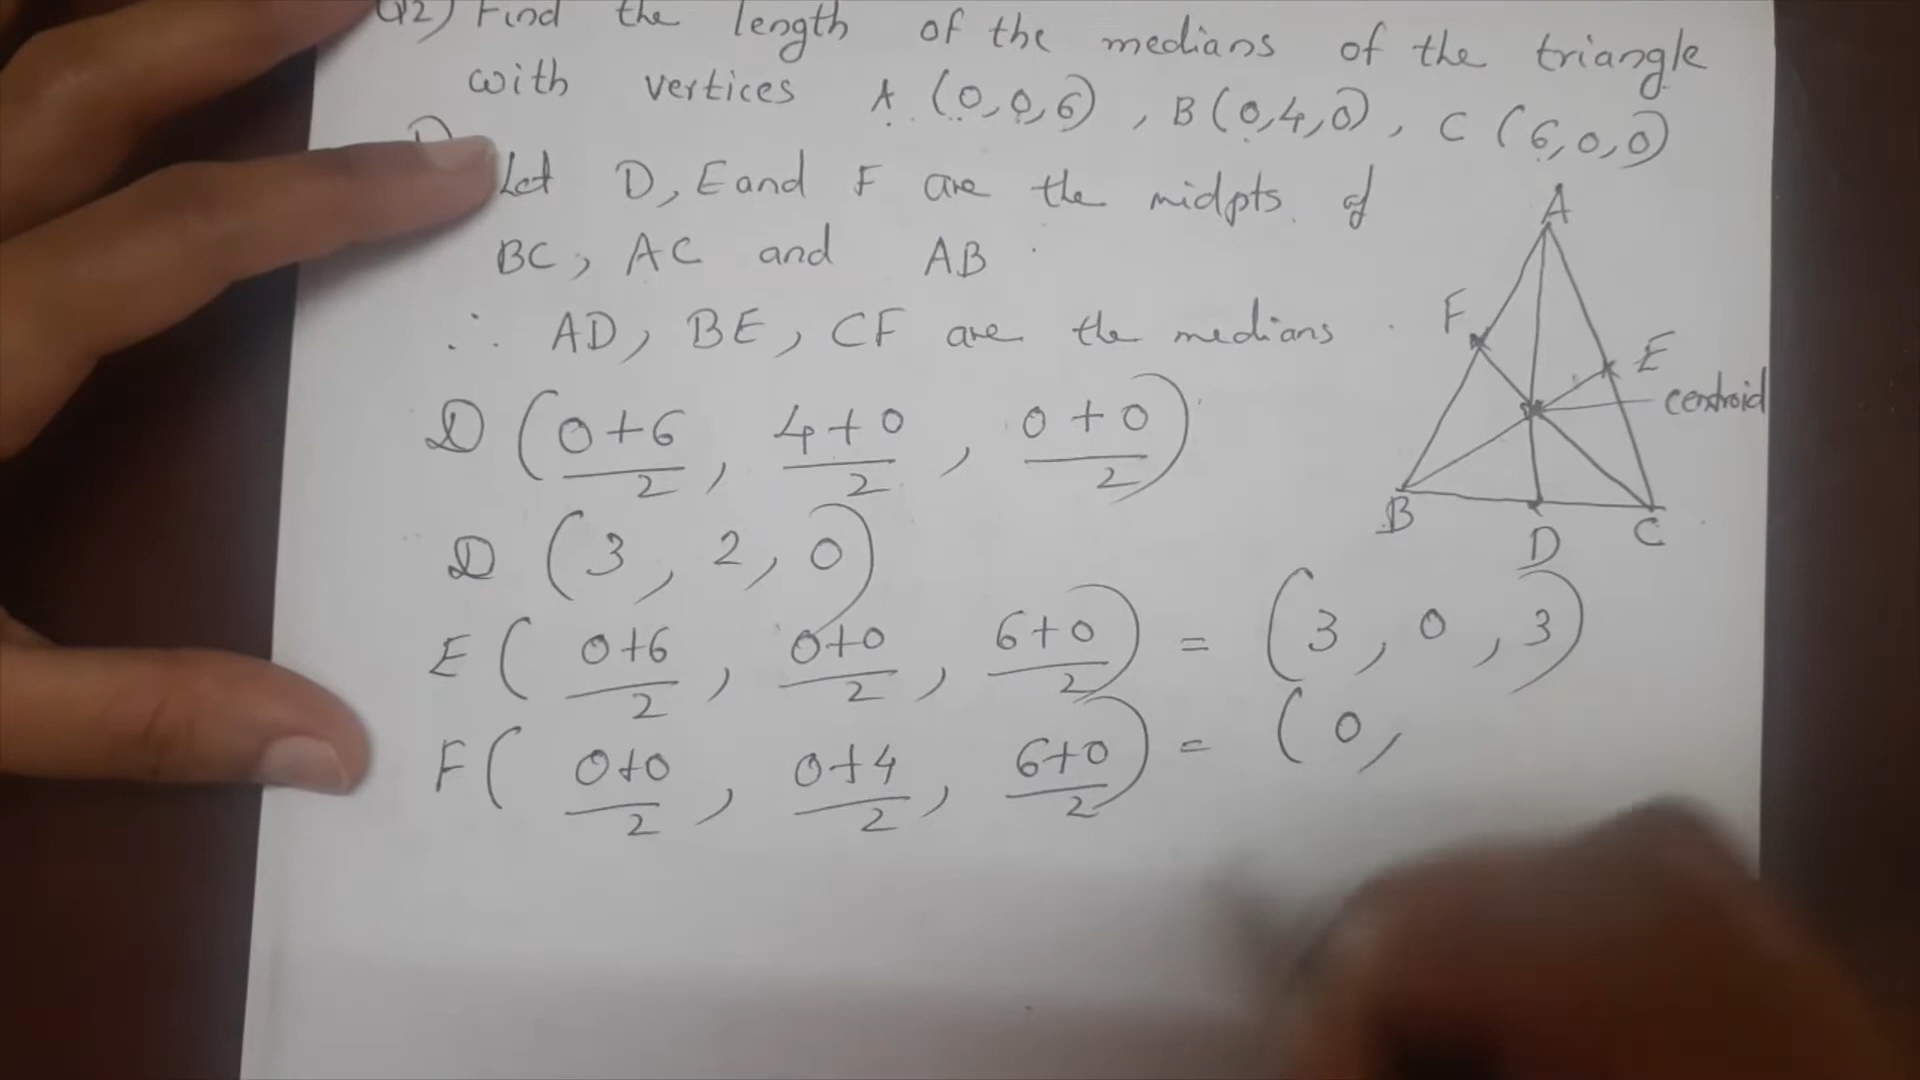 Q2) Find the length of the medians of the triangle
with vertices A (0,0,6), B(0,4,0), C (6,0,0)
Let D, E and F are the midpts. of
BC, AC and AB.
∴ AD, BE, CF are the medians.
D (0+6/2, 4+0/2, 0+0/2)
D (3, 2, 0)
E ( 0+6/2, 0+0/2, 6+0/2) = (3, 0, 3)
F( 0+0/2, 0+4/2, 6+0/2) = (0,
A
F
E
centroid
B
D
C